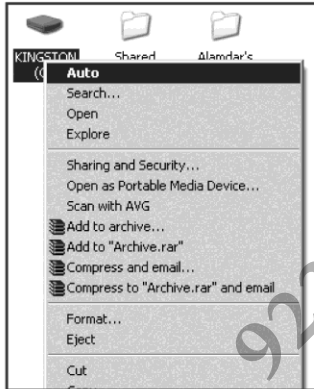 KINGSTON
Shared
Alamdar's
Auto
Search...
Open
Explore
Sharing and Security...
Open as Portable Media Device...
Scan with AVG
Add to archive...
Add to "Archive.rar"
Compress and email...
Compress to "Archive.rar" and email
Format...
Eject
Cut
922